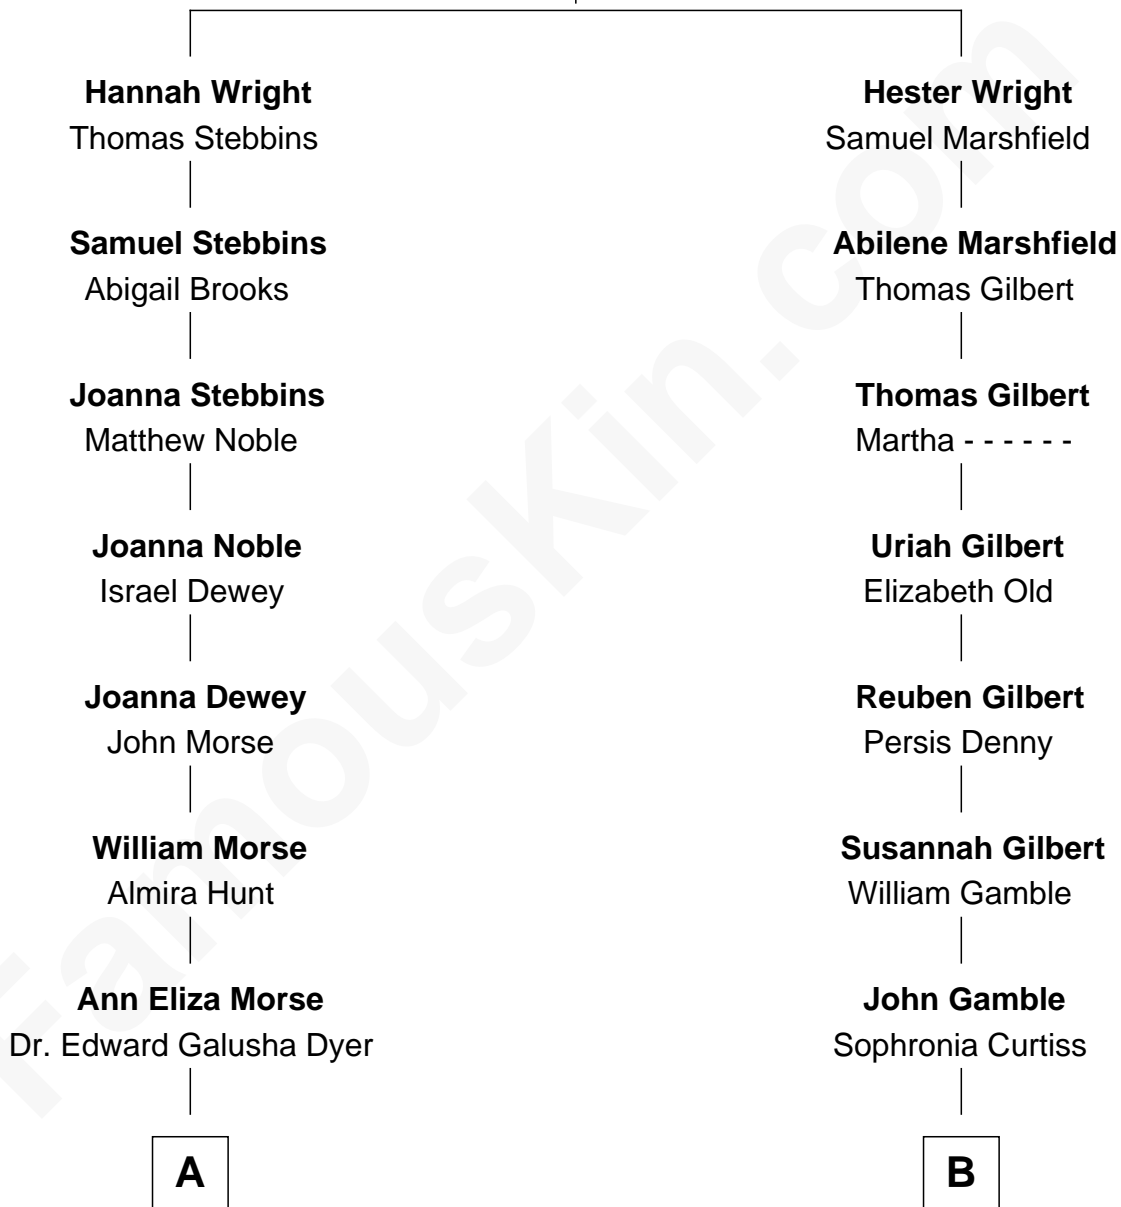 Hannah Wright
Thomas Stebbins
Samuel Stebbins
Abigail Brooks
Joanna Stebbins
Matthew Noble
Joanna Noble
Israel Dewey
Joanna Dewey
John Morse
William Morse
Almira Hunt
Ann Eliza Morse
Dr. Edward Galusha Dyer
A
Hester Wright
Samuel Marshfield
Abilene Marshfield
Thomas Gilbert
Thomas Gilbert
Martha - - - - - -
Uriah Gilbert
Elizabeth Old
Reuben Gilbert
Persis Denny
Susannah Gilbert
William Gamble
John Gamble
Sophronia Curtiss
B
FamousKin.com